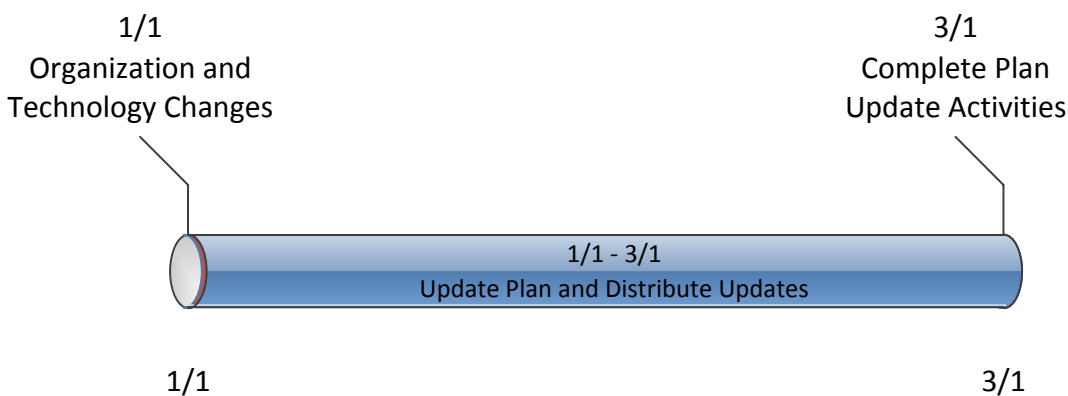 1/1
Organization and
Technology Changes
3/1
Complete Plan
Update Activities
1/1 - 3/1
Update Plan and Distribute Updates
1/1
3/1